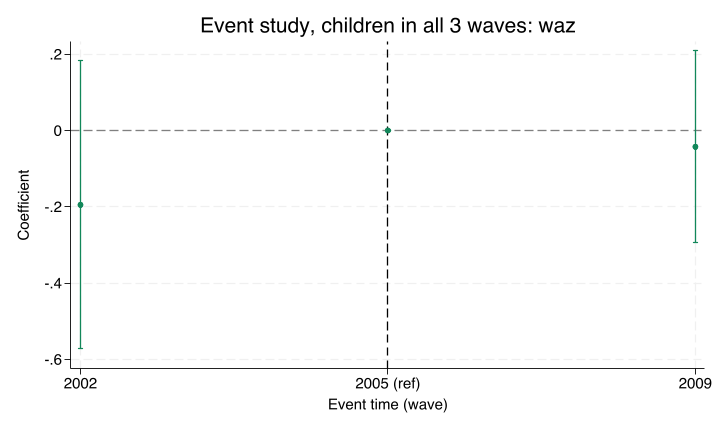 Event study, children in all 3 waves: waz
Coefficient
.2
0
-.2
-.4
-.6
2002
2005 (ref)
2009
Event time (wave)